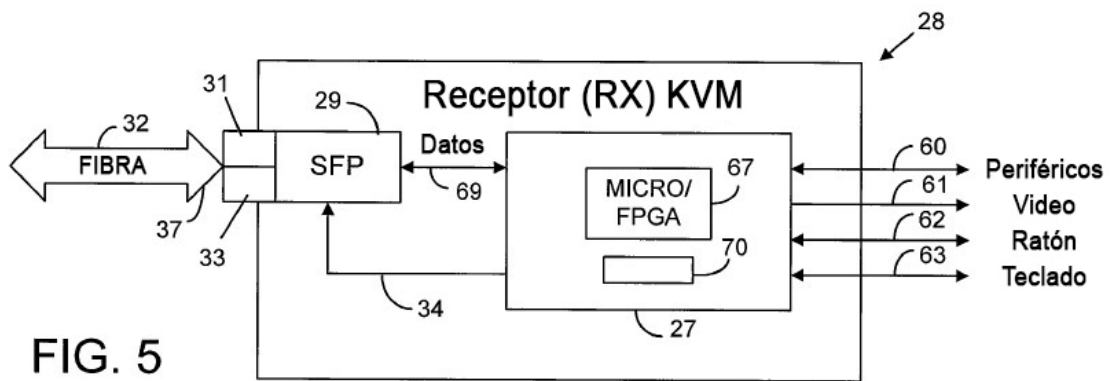 28
Receptor (RX) KVM
31
29
32
FIBRA
SFP
Datos
69
37
33
MICRO/
FPGA
67
70
34
27
60
Periféricos
61
Video
62
Ratón
63
Teclado
FIG. 5